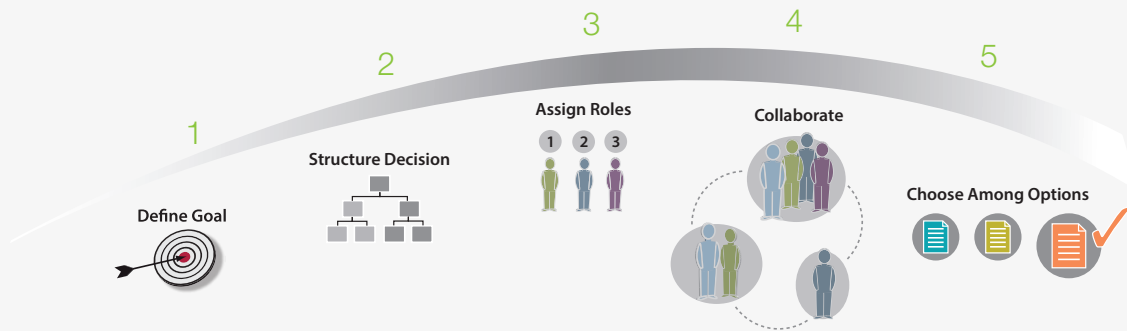 1
Define Goal
2
Structure Decision
3
Assign Roles
1 2 3
4
Collaborate
5
Choose Among Options